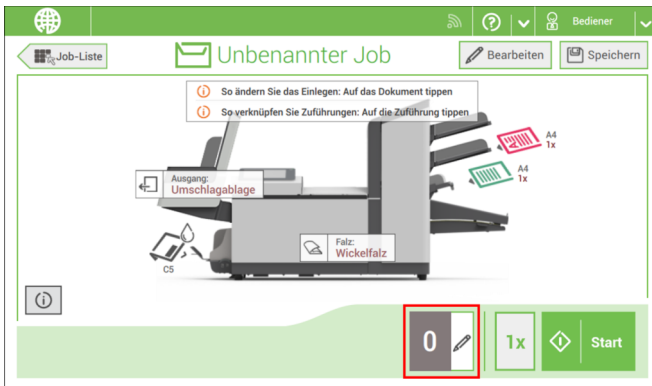 Bediener
Job-Liste
Unbenannter Job
Bearbeiten
Speichern
So ändern Sie das Einlegen: Auf das Dokument tippen
So verknüpfen Sie Zuführungen: Auf die Zuführung tippen
A4
1x
A4
1x
Ausgang:
Umschlagablage
Falz:
Wickelfalz
C5
0
1x
Start